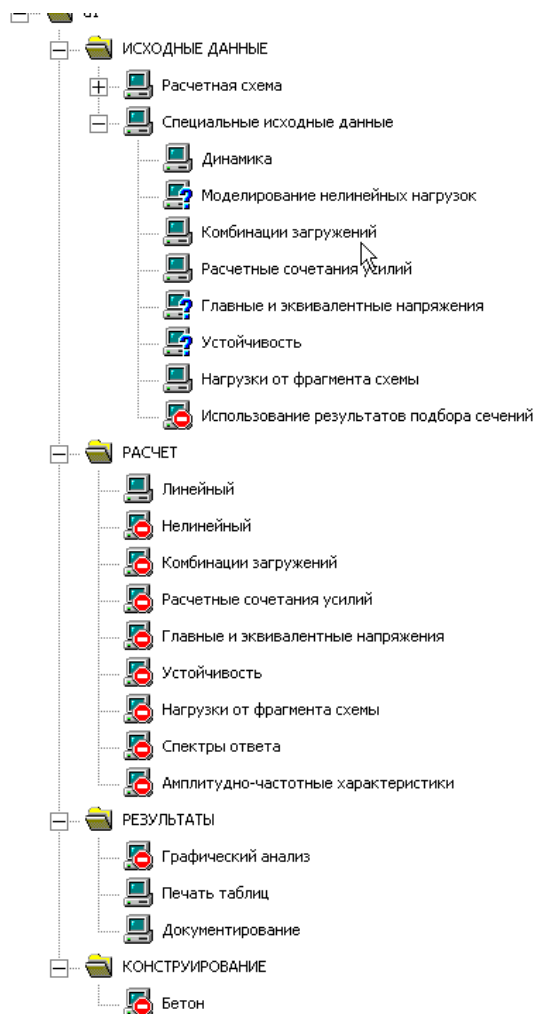 ИСХОДНЫЕ ДАННЫЕ
Расчетная схема
Специальные исходные данные
Динамика
Моделирование нелинейных нагрузок
Комбинации загружений
Расчетные сочетания усилий
Главные и эквивалентные напряжения
Устойчивость
Нагрузки от фрагмента схемы
Использование результатов подбора сечений
РАСЧЕТ
Линейный
Нелинейный
Комбинации загружений
Расчетные сочетания усилий
Главные и эквивалентные напряжения
Устойчивость
Нагрузки от фрагмента схемы
Спектры ответа
Амплитудно-частотные характеристики
РЕЗУЛЬТАТЫ
Графический анализ
Печать таблиц
Документирование
КОНСТРУИРОВАНИЕ
Бетон